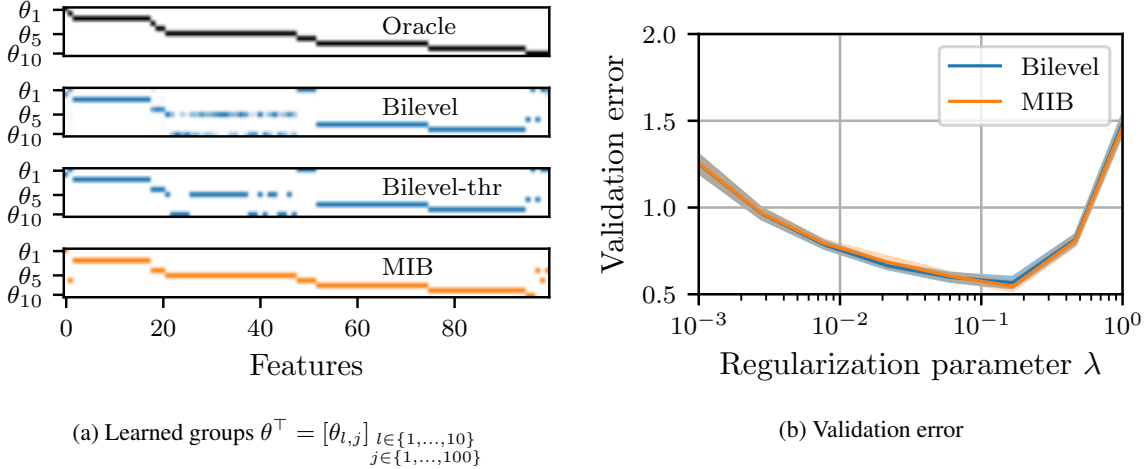 θ1
θ5
θ10
Oracle
θ1
θ5
θ10
Bilevel
θ1
θ5
θ10
Bilevel-thr
θ1
θ5
θ10
MIB
0 20 40 60 80
Features
(a) Learned groups θ⊤ = [θl,j] l∈{1,...,10}
j∈{1,...,100}
2.0
1.5
1.0
0.5
Validation error
Bilevel
MIB
10−3 10−2 10−1 100
Regularization parameter λ
(b) Validation error